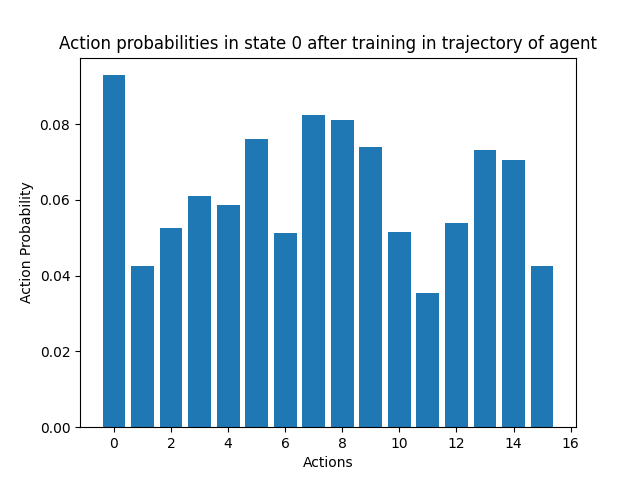 Action probabilities in state 0 after training in trajectory of agent
0.08
0.06
0.04
0.02
0.00
Action Probability
0 2 4 6 8 10 12 14 16
Actions